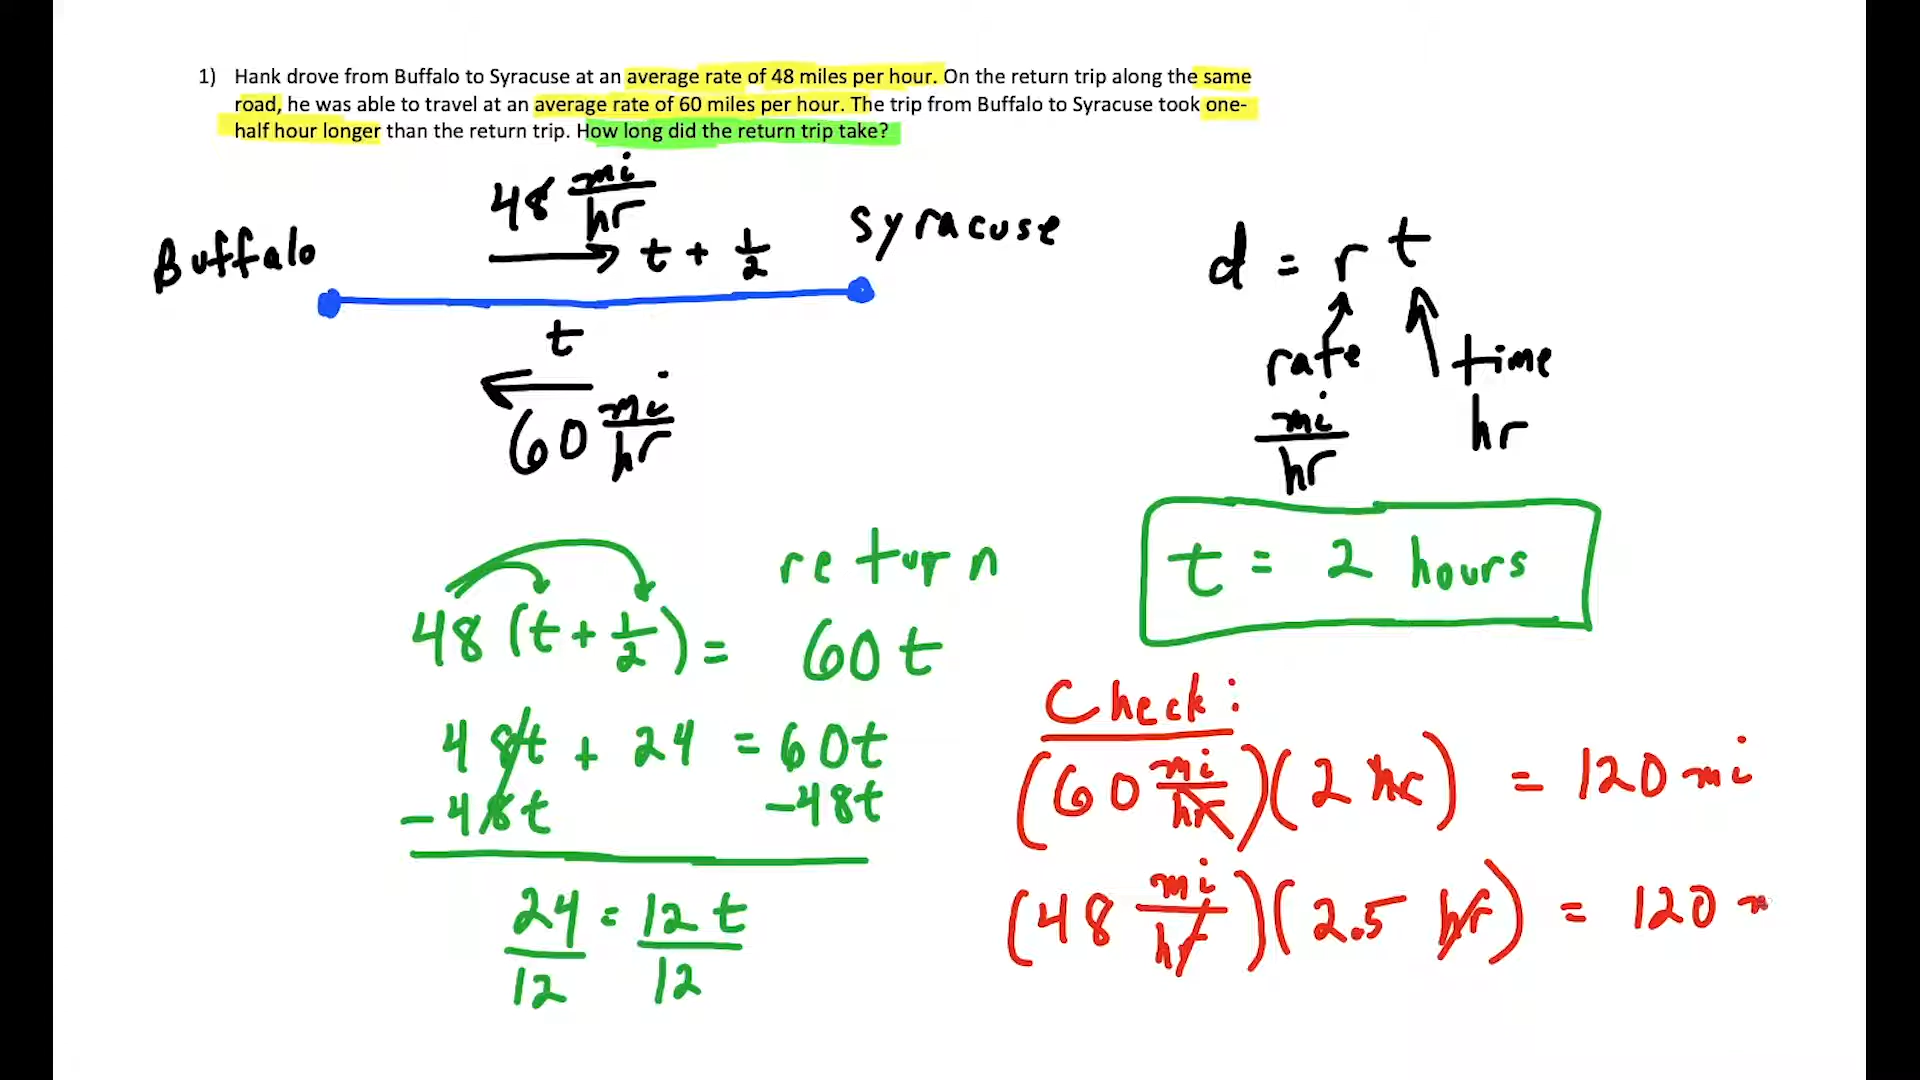 1) Hank drove from Buffalo to Syracuse at an average rate of 48 miles per hour. On the return trip along the same
road, he was able to travel at an average rate of 60 miles per hour. The trip from Buffalo to Syracuse took one-
half hour longer than the return trip. How long did the return trip take?
48 mi/hr
Buffalo
t + 1/2
Syracuse
t
60 mi/hr
d = r t
rate
time
mi/hr
hr
return
48 (t + 1/2) = 60 t
48t + 24 = 60t
-48t -48t
24/12 = 12 t/12
t = 2 hours
Check:
(60 mi/hr)(2 hr) = 120 mi
(48 mi/hr)(2.5 hr) = 120 m